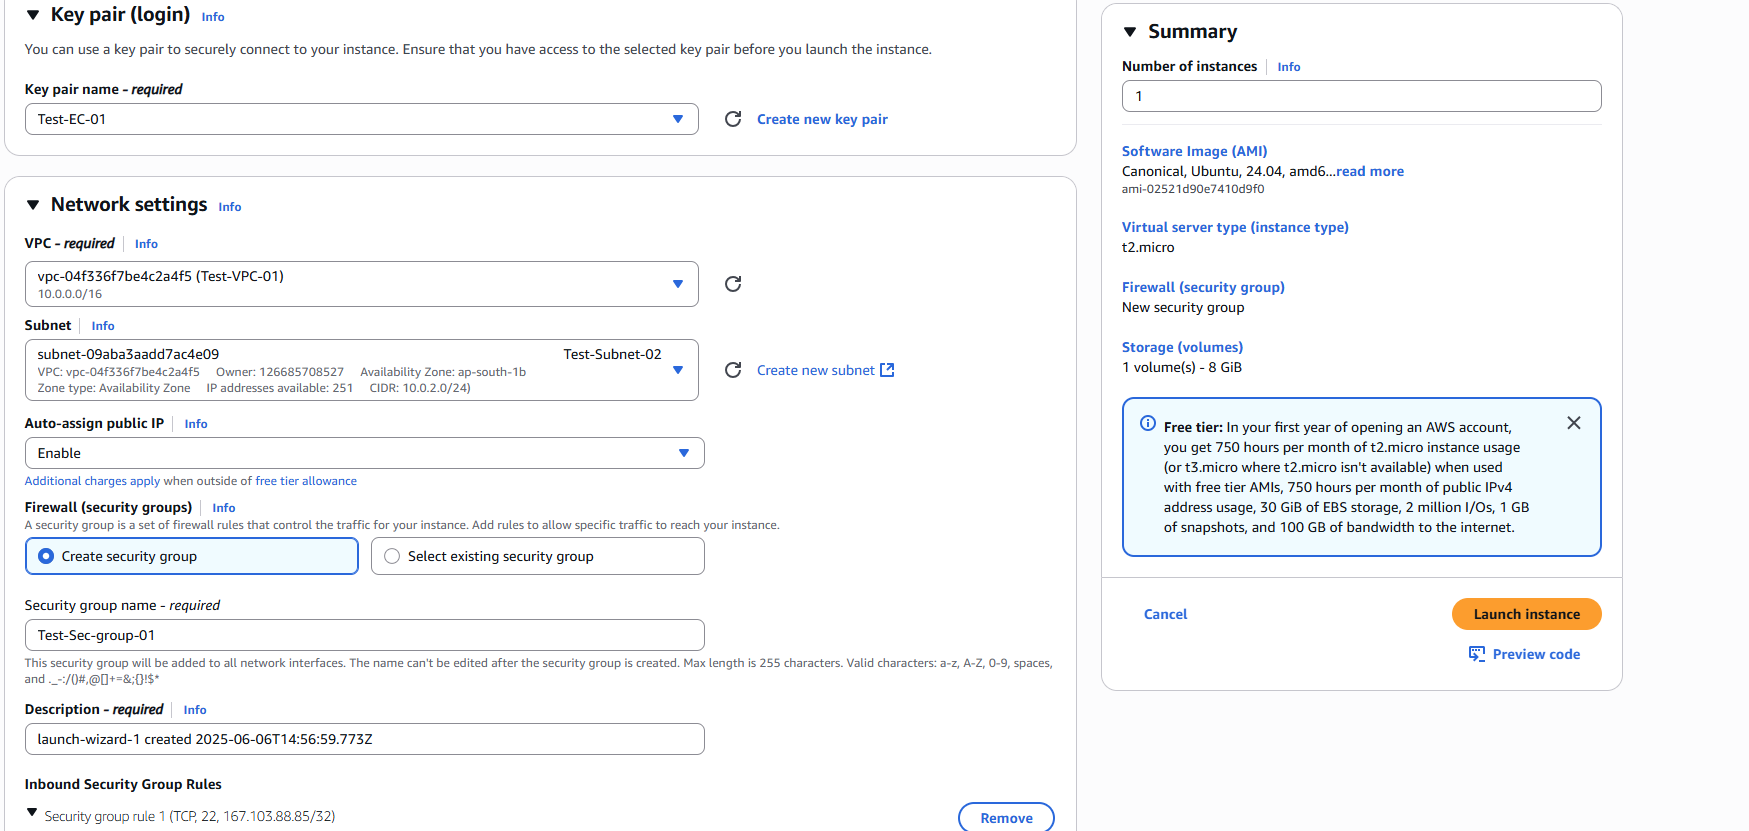 Key pair (login) Info
You can use a key pair to securely connect to your instance. Ensure that you have access to the selected key pair before you launch the instance.
Key pair name - required
Test-EC-01
Create new key pair
Network settings Info
VPC - required Info
vpc-04f336f7be4c2a4f5 (Test-VPC-01)
10.0.0.0/16
Subnet Info
subnet-09aba3aadd7ac4e09 Test-Subnet-02
VPC: vpc-04f336f7be4c2a4f5 Owner: 126685708527 Availability Zone: ap-south-1b
Zone type: Availability Zone IP addresses available: 251 CIDR: 10.0.2.0/24)
Create new subnet
Auto-assign public IP Info
Enable
Additional charges apply when outside of free tier allowance
Firewall (security groups) Info
A security group is a set of firewall rules that control the traffic for your instance. Add rules to allow specific traffic to reach your instance.
Create security group
Select existing security group
Security group name - required
Test-Sec-group-01
This security group will be added to all network interfaces. The name can't be edited after the security group is created. Max length is 255 characters. Valid characters: a-z, A-Z, 0-9, spaces,
and ._-:/()#,@[]+=&;{}!$*
Description - required Info
launch-wizard-1 created 2025-06-06T14:56:59.773Z
Inbound Security Group Rules
Security group rule 1 (TCP, 22, 167.103.88.85/32)
Remove
Summary
Number of instances Info
1
Software Image (AMI)
Canonical, Ubuntu, 24.04, amd6...read more
ami-02521d90e7410d9f0
Virtual server type (instance type)
t2.micro
Firewall (security group)
New security group
Storage (volumes)
1 volume(s) - 8 GiB
Free tier: In your first year of opening an AWS account,
you get 750 hours per month of t2.micro instance usage
(or t3.micro where t2.micro isn't available) when used
with free tier AMIs, 750 hours per month of public IPv4
address usage, 30 GiB of EBS storage, 2 million I/Os, 1 GB
of snapshots, and 100 GB of bandwidth to the internet.
Cancel
Launch instance
Preview code